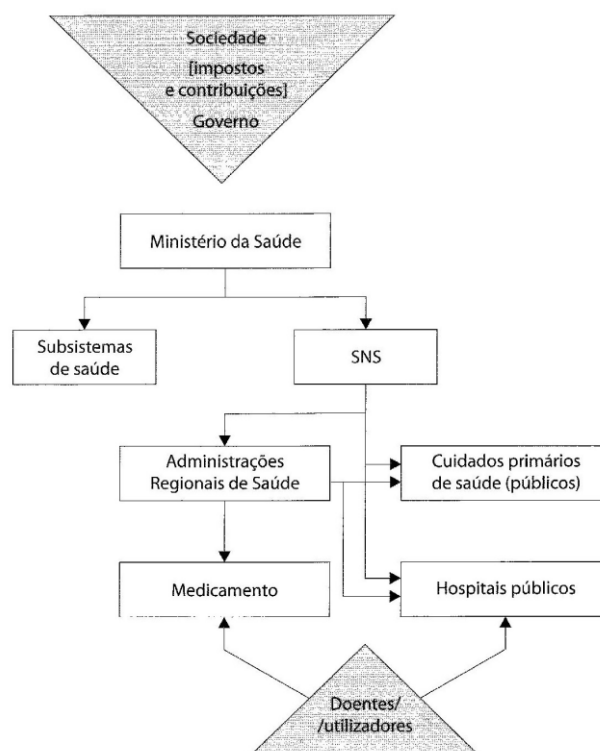 Sociedade
[impostos
e contribuições]
Governo
Ministério da Saúde
Subsistemas
de saúde
SNS
Administrações
Regionais de Saúde
Cuidados primários
de saúde (públicos)
Medicamento
Hospitais públicos
Doentes/
/utilizadores